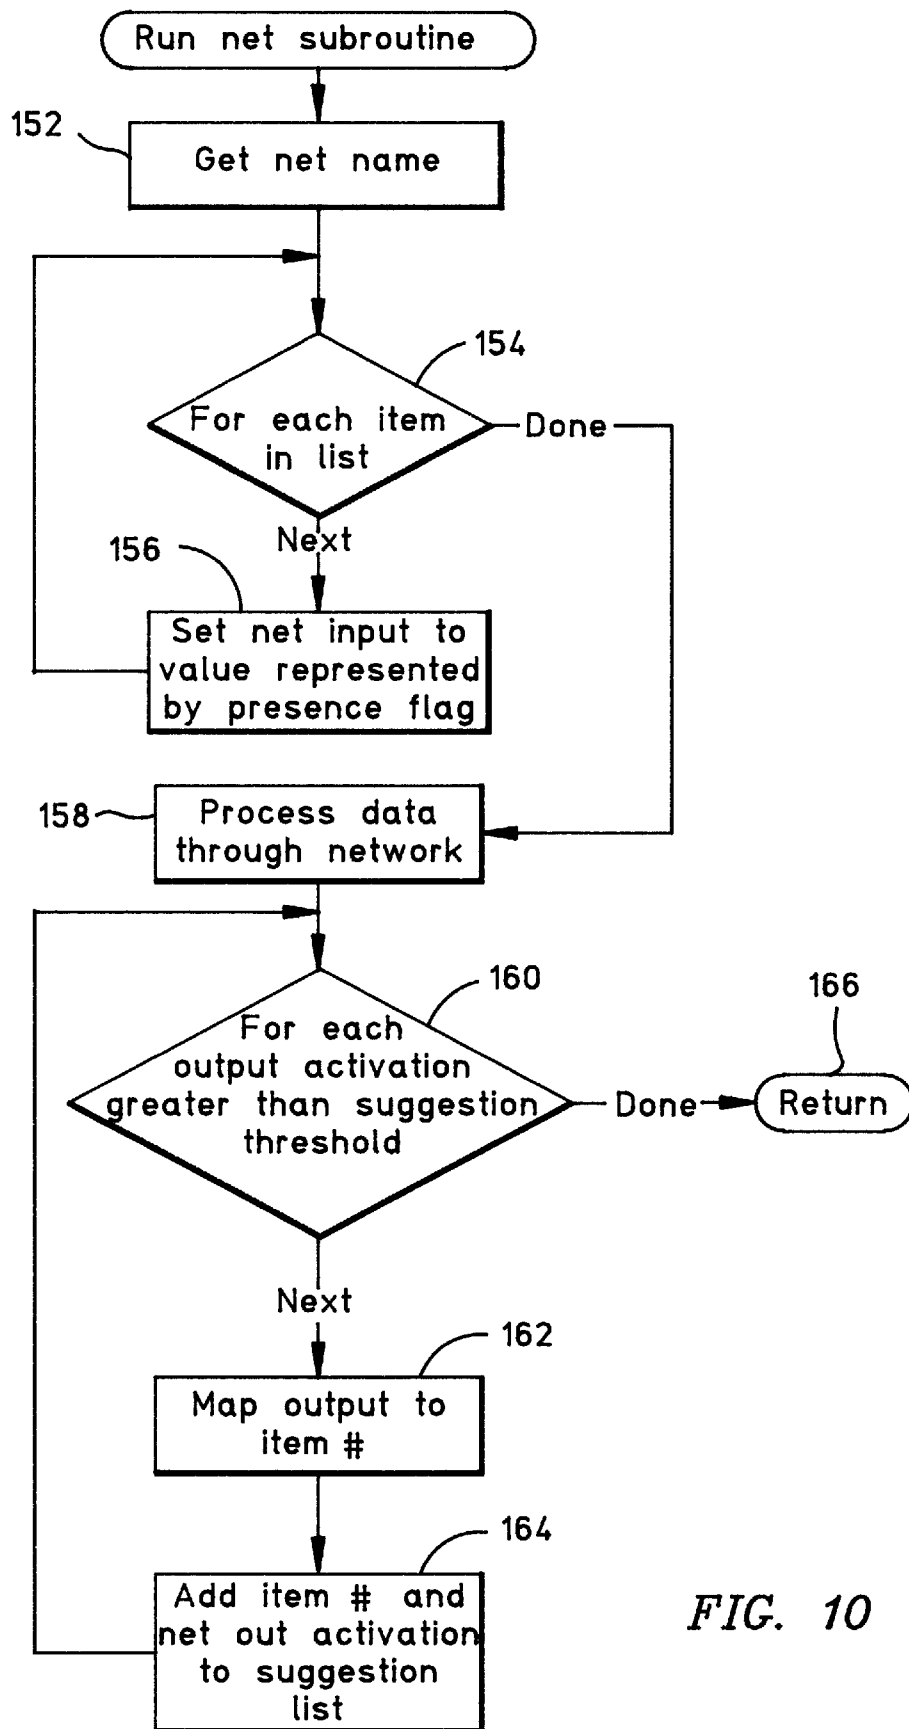 Run net subroutine
152
Get net name
154
For each item
in list
Done
Next
156
Set net input to
value represented
by presence flag
158
Process data
through network
160
166
For each
output activation
greater than suggestion
threshold
Done
Return
Next
162
Map output to
item #
164
Add item # and
net out activation
to suggestion
list
FIG. 10